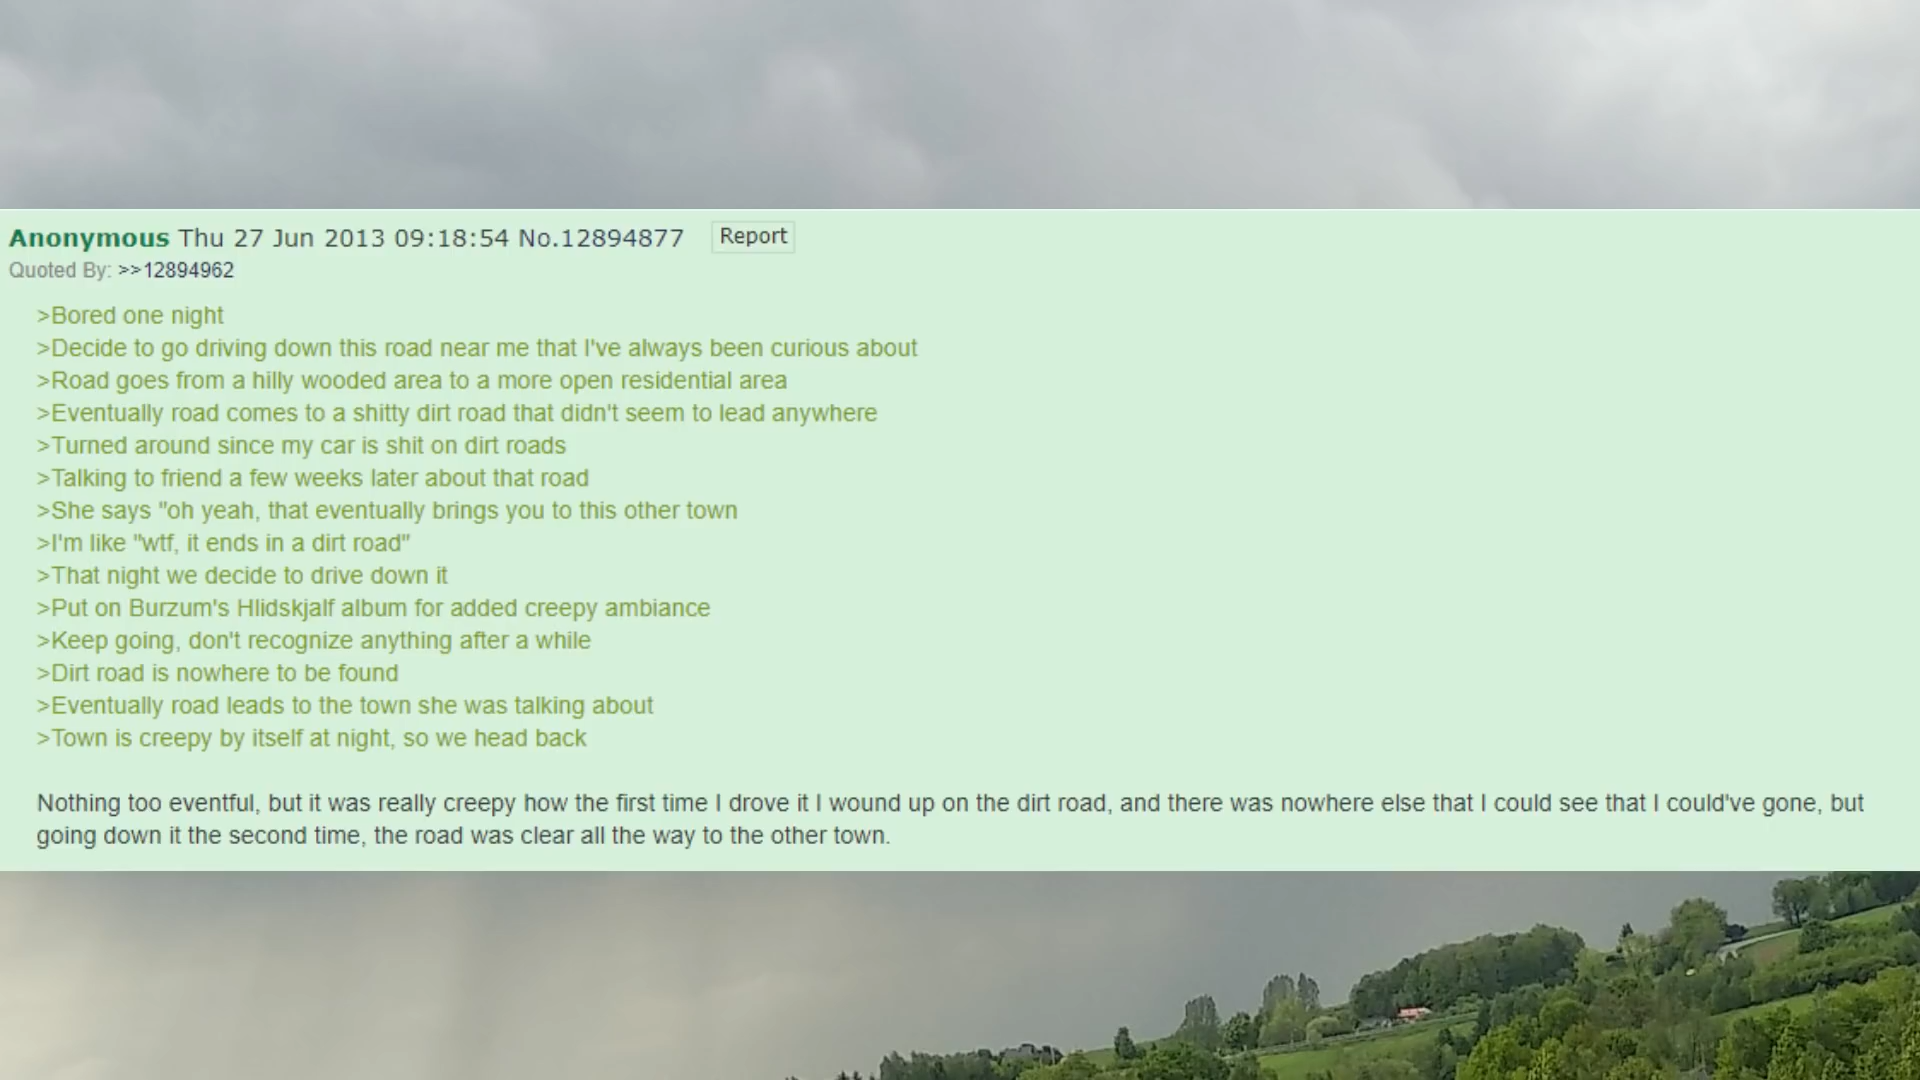 Anonymous Thu 27 Jun 2013 09:18:54 No.12894877 Report
Quoted By: >>12894962
>Bored one night
>Decide to go driving down this road near me that I've always been curious about
>Road goes from a hilly wooded area to a more open residential area
>Eventually road comes to a shitty dirt road that didn't seem to lead anywhere
>Turned around since my car is shit on dirt roads
>Talking to friend a few weeks later about that road
>She says "oh yeah, that eventually brings you to this other town
>I'm like "wtf, it ends in a dirt road"
>That night we decide to drive down it
>Put on Burzum's Hlidskjalf album for added creepy ambiance
>Keep going, don't recognize anything after a while
>Dirt road is nowhere to be found
>Eventually road leads to the town she was talking about
>Town is creepy by itself at night, so we head back
Nothing too eventful, but it was really creepy how the first time I drove it I wound up on the dirt road, and there was nowhere else that I could see that I could've gone, but
going down it the second time, the road was clear all the way to the other town.